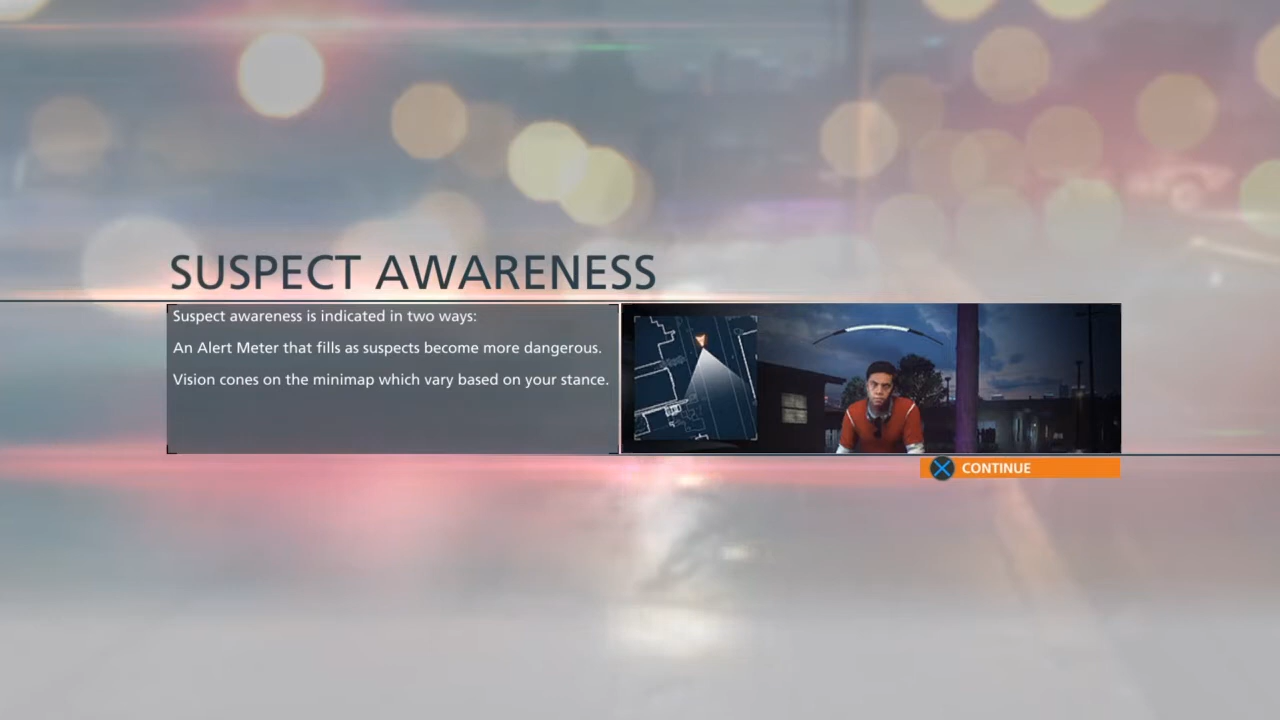 SUSPECT AWARENESS
Suspect awareness is indicated in two ways:
An Alert Meter that fills as suspects become more dangerous.
Vision cones on the minimap which vary based on your stance.
CONTINUE